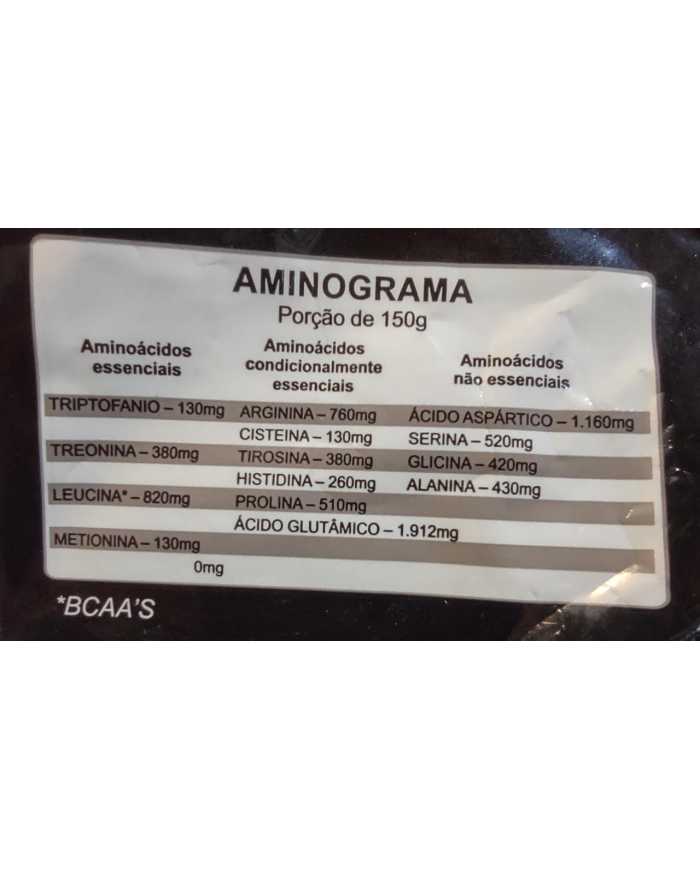 AMINOGRAMA
Porção de 150g
Aminoácidos
essenciais
TRIPTOFANIO – 130mg
TREONINA – 380mg
LEUCINA* – 820mg
METIONINA – 130mg
0mg
Aminoácidos
condicionalmente
essenciais
ARGININA – 760mg
CISTEINA – 130mg
TIROSINA – 380mg
HISTIDINA – 260mg
PROLINA – 510mg
ÁCIDO GLUTÂMICO – 1.912mg
Aminoácidos
não essenciais
ÁCIDO ASPÁRTICO – 1.160mg
SERINA – 520mg
GLICINA – 420mg
ALANINA – 430mg
*BCAA'S